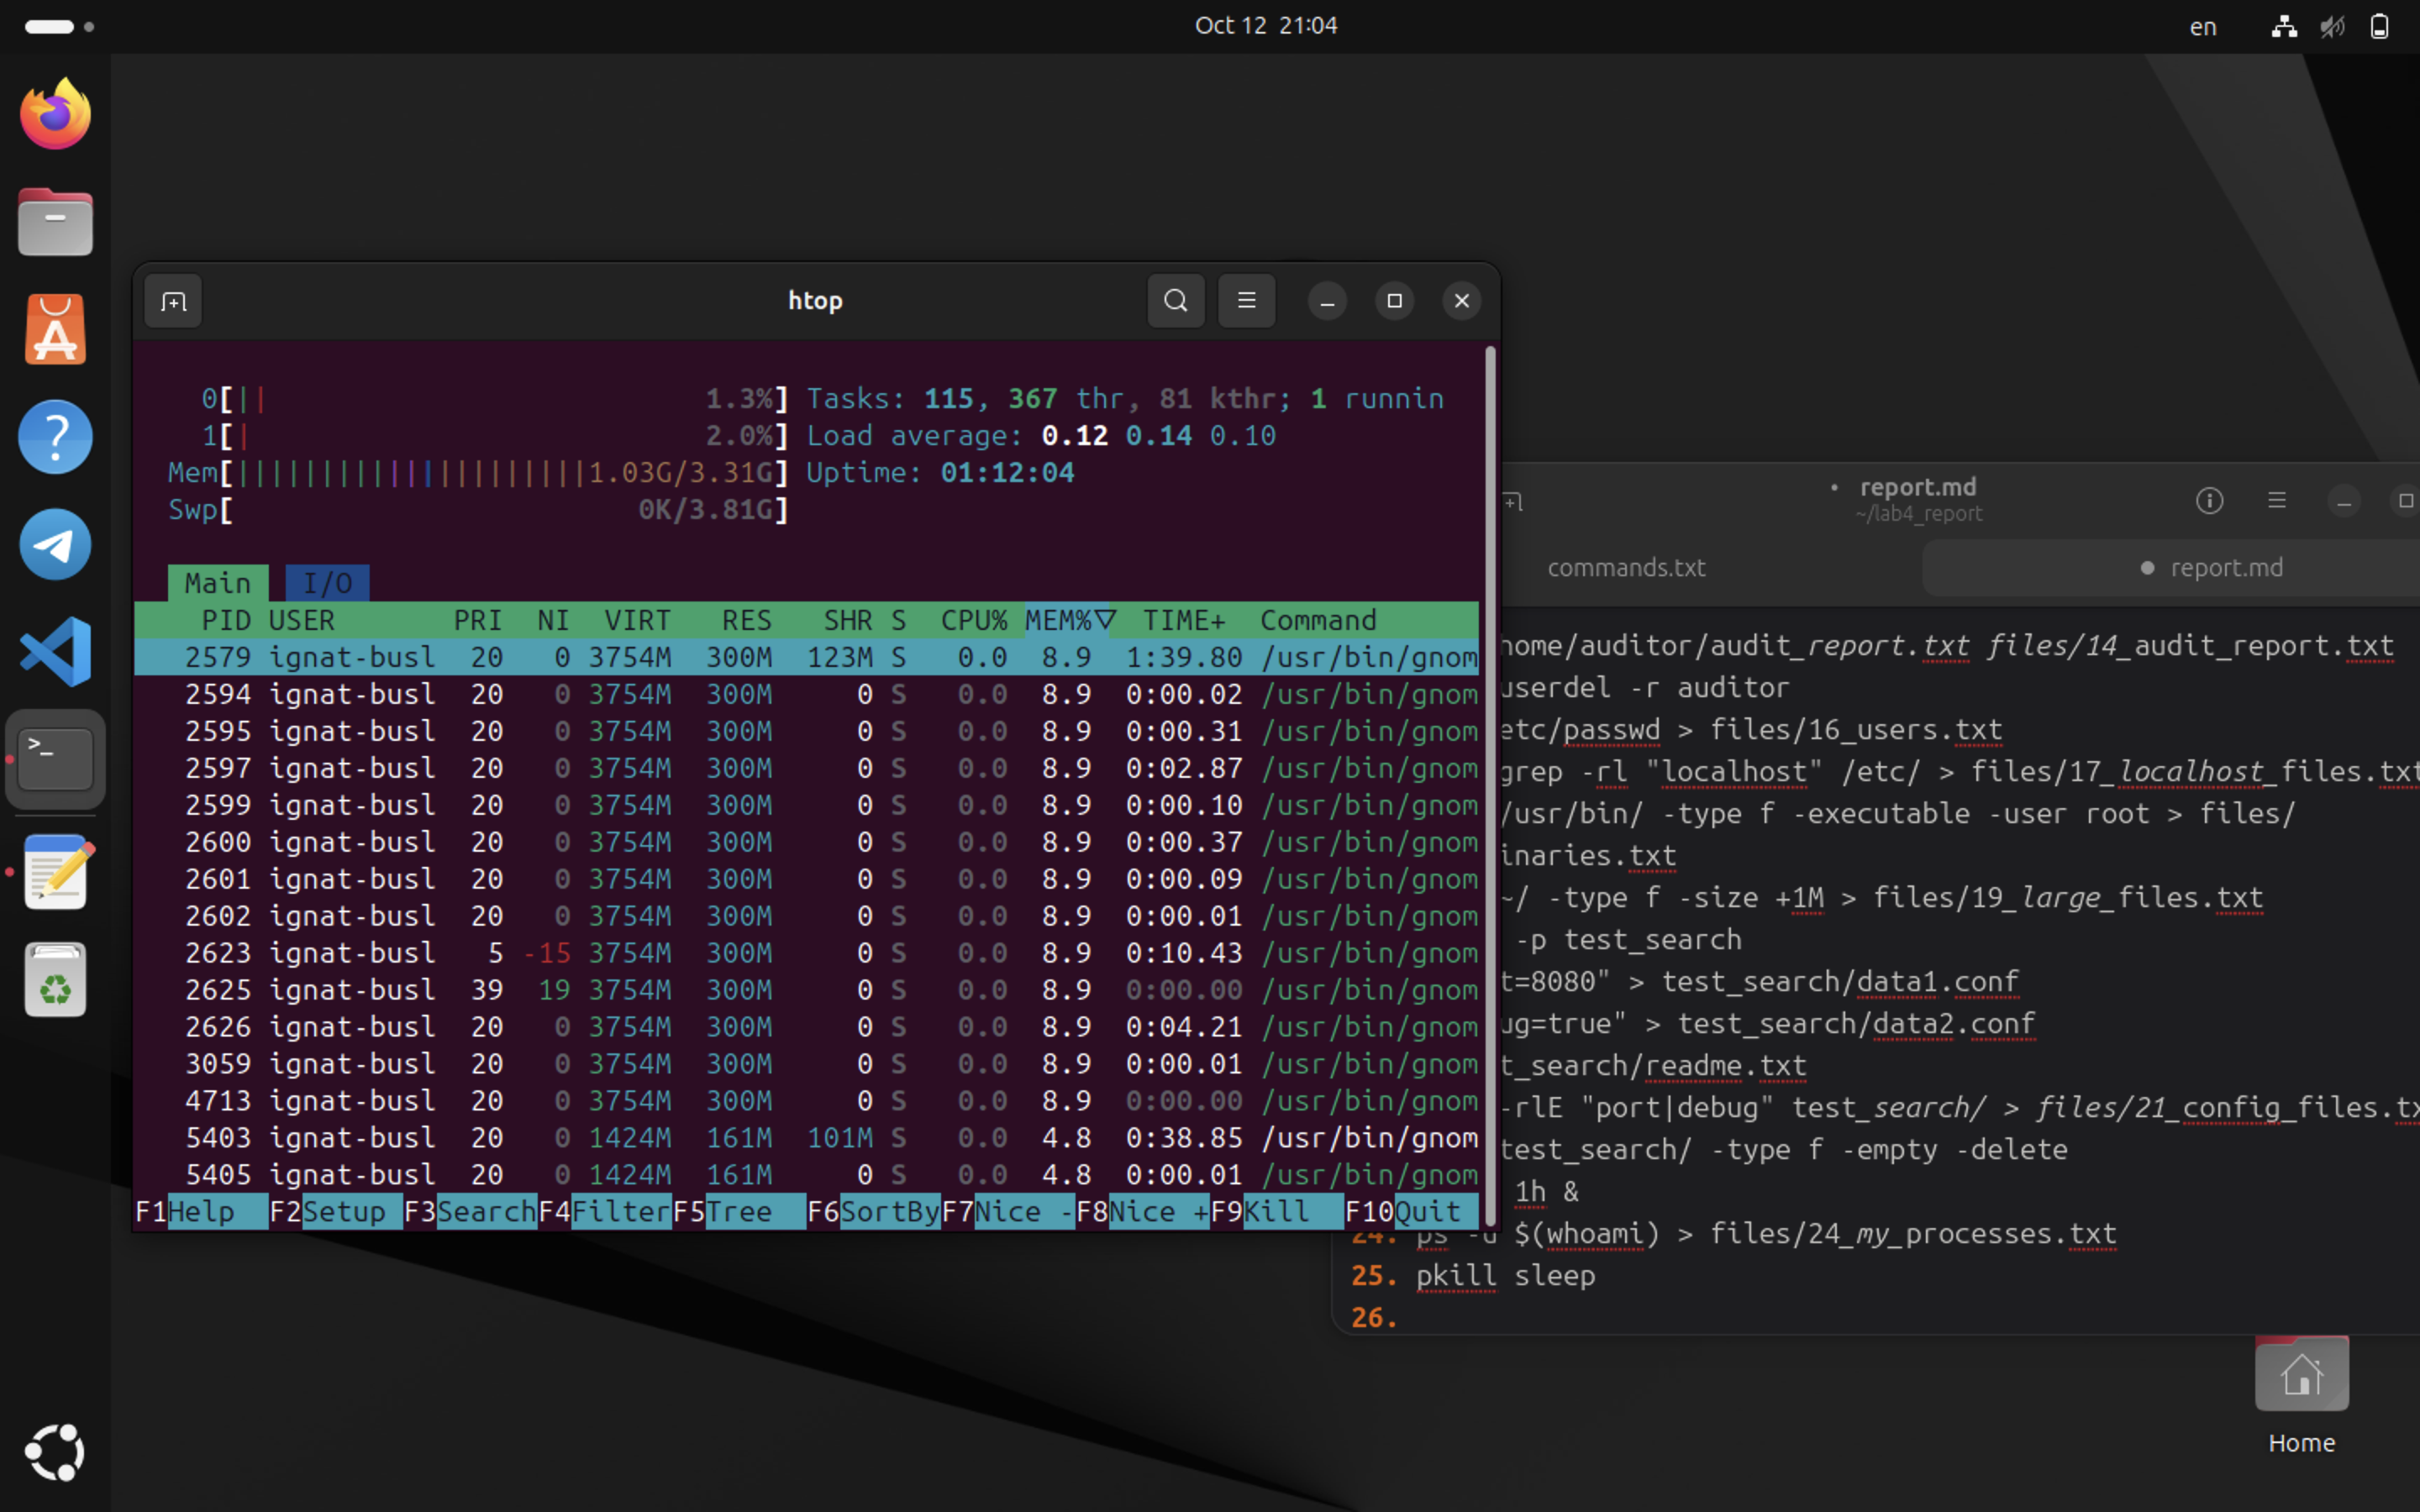 Oct 12 21:04
en
htop
0[|| 1.3%] Tasks: 115, 367 thr, 81 kthr; 1 runnin
1[| 2.0%] Load average: 0.12 0.14 0.10
Mem[|||||||||||||||||||||1.03G/3.31G] Uptime: 01:12:04
Swp[ 0K/3.81G]
Main I/O
PID USER PRI NI VIRT RES SHR S CPU% MEM%▽ TIME+ Command
2579 ignat-busl 20 0 3754M 300M 123M S 0.0 8.9 1:39.80 /usr/bin/gnom
2594 ignat-busl 20 0 3754M 300M 0 S 0.0 8.9 0:00.02 /usr/bin/gnom
2595 ignat-busl 20 0 3754M 300M 0 S 0.0 8.9 0:00.31 /usr/bin/gnom
2597 ignat-busl 20 0 3754M 300M 0 S 0.0 8.9 0:02.87 /usr/bin/gnom
2599 ignat-busl 20 0 3754M 300M 0 S 0.0 8.9 0:00.10 /usr/bin/gnom
2600 ignat-busl 20 0 3754M 300M 0 S 0.0 8.9 0:00.37 /usr/bin/gnom
2601 ignat-busl 20 0 3754M 300M 0 S 0.0 8.9 0:00.09 /usr/bin/gnom
2602 ignat-busl 20 0 3754M 300M 0 S 0.0 8.9 0:00.01 /usr/bin/gnom
2623 ignat-busl 5 -15 3754M 300M 0 S 0.0 8.9 0:10.43 /usr/bin/gnom
2625 ignat-busl 39 19 3754M 300M 0 S 0.0 8.9 0:00.00 /usr/bin/gnom
2626 ignat-busl 20 0 3754M 300M 0 S 0.0 8.9 0:04.21 /usr/bin/gnom
3059 ignat-busl 20 0 3754M 300M 0 S 0.0 8.9 0:00.01 /usr/bin/gnom
4713 ignat-busl 20 0 3754M 300M 0 S 0.0 8.9 0:00.00 /usr/bin/gnom
5403 ignat-busl 20 0 1424M 161M 101M S 0.0 4.8 0:38.85 /usr/bin/gnom
5405 ignat-busl 20 0 1424M 161M 0 S 0.0 4.8 0:00.01 /usr/bin/gnom
F1Help F2Setup F3SearchF4FilterF5Tree F6SortByF7Nice -F8Nice +F9Kill F10Quit
• report.md
~/lab4_report
commands.txt
● report.md
home/auditor/audit_report.txt files/14_audit_report.txt
userdel -r auditor
etc/passwd > files/16_users.txt
grep -rl "localhost" /etc/ > files/17_localhost_files.txt
/usr/bin/ -type f -executable -user root > files/
inaries.txt
~/ -type f -size +1M > files/19_large_files.txt
-p test_search
t=8080" > test_search/data1.conf
ug=true" > test_search/data2.conf
t_search/readme.txt
-rlE "port|debug" test_search/ > files/21_config_files.tx
test_search/ -type f -empty -delete
1h &
24. ps -u $(whoami) > files/24_my_processes.txt
25. pkill sleep
26.
Home